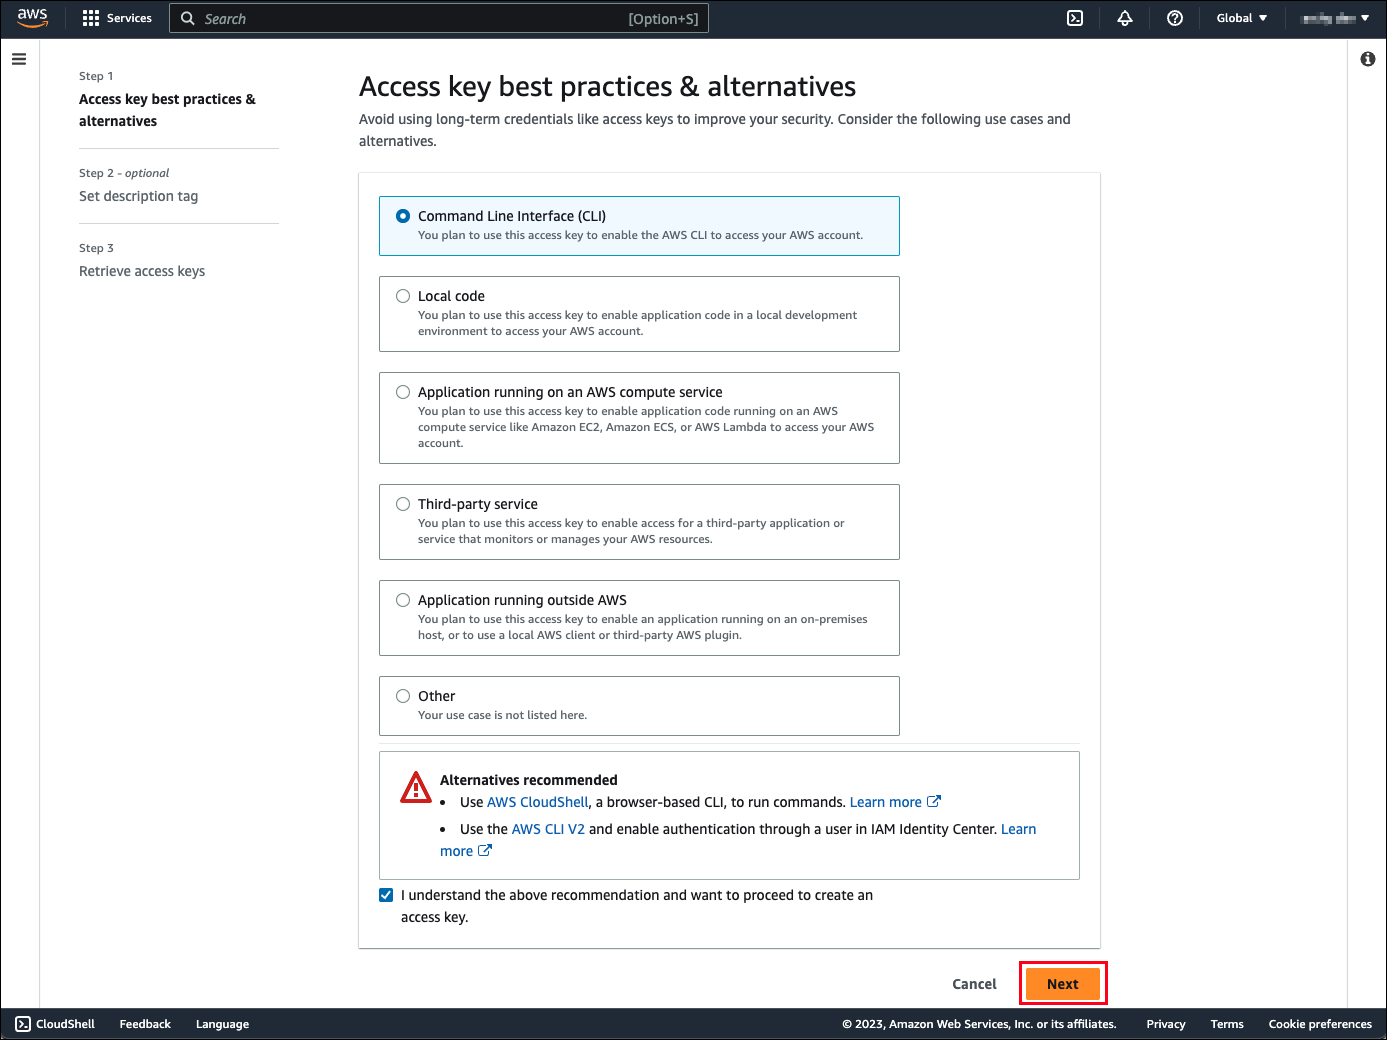 aws
Services
Search
[Option+S]
Global
Step 1
Access key best practices &
alternatives
Step 2 - optional
Set description tag
Step 3
Retrieve access keys
Access key best practices & alternatives
Avoid using long-term credentials like access keys to improve your security. Consider the following use cases and
alternatives.
Command Line Interface (CLI)
You plan to use this access key to enable the AWS CLI to access your AWS account.
Local code
You plan to use this access key to enable application code in a local development
environment to access your AWS account.
Application running on an AWS compute service
You plan to use this access key to enable application code running on an AWS
compute service like Amazon EC2, Amazon ECS, or AWS Lambda to access your AWS
account.
Third-party service
You plan to use this access key to enable access for a third-party application or
service that monitors or manages your AWS resources.
Application running outside AWS
You plan to use this access key to enable an application running on an on-premises
host, or to use a local AWS client or third-party AWS plugin.
Other
Your use case is not listed here.
Alternatives recommended
• Use AWS CloudShell, a browser-based CLI, to run commands. Learn more
• Use the AWS CLI V2 and enable authentication through a user in IAM Identity Center. Learn
more
I understand the above recommendation and want to proceed to create an
access key.
Cancel
Next
CloudShell
Feedback
Language
© 2023, Amazon Web Services, Inc. or its affiliates.
Privacy
Terms
Cookie preferences